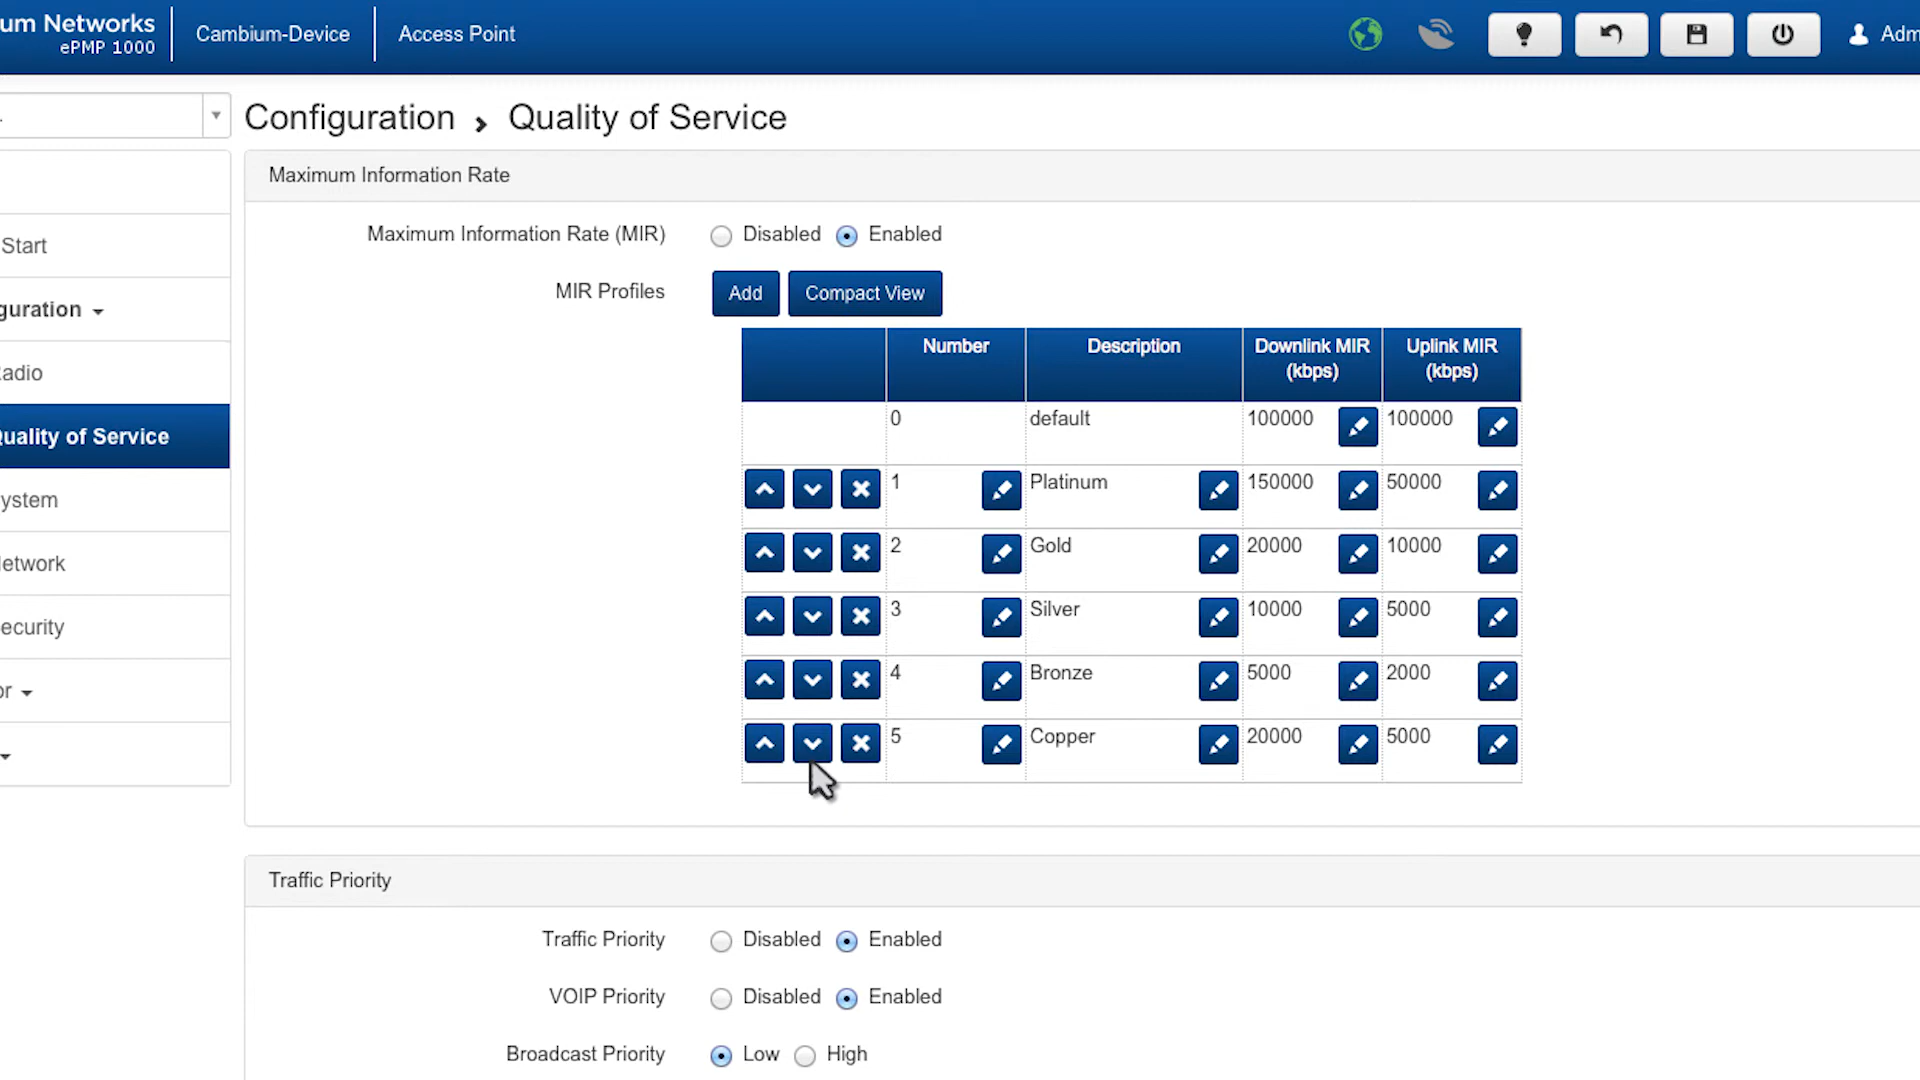 um Networks
ePMP 1000
Cambium-Device
Access Point
Adm
Configuration › Quality of Service
Start
guration
adio
Quality of Service
ystem
etwork
ecurity
or
Maximum Information Rate
Maximum Information Rate (MIR) Disabled Enabled
MIR Profiles Add Compact View
Number Description Downlink MIR (kbps) Uplink MIR (kbps)
0 default 100000 100000
1 Platinum 150000 50000
2 Gold 20000 10000
3 Silver 10000 5000
4 Bronze 5000 2000
5 Copper 20000 5000
Traffic Priority
Traffic Priority Disabled Enabled
VOIP Priority Disabled Enabled
Broadcast Priority Low High